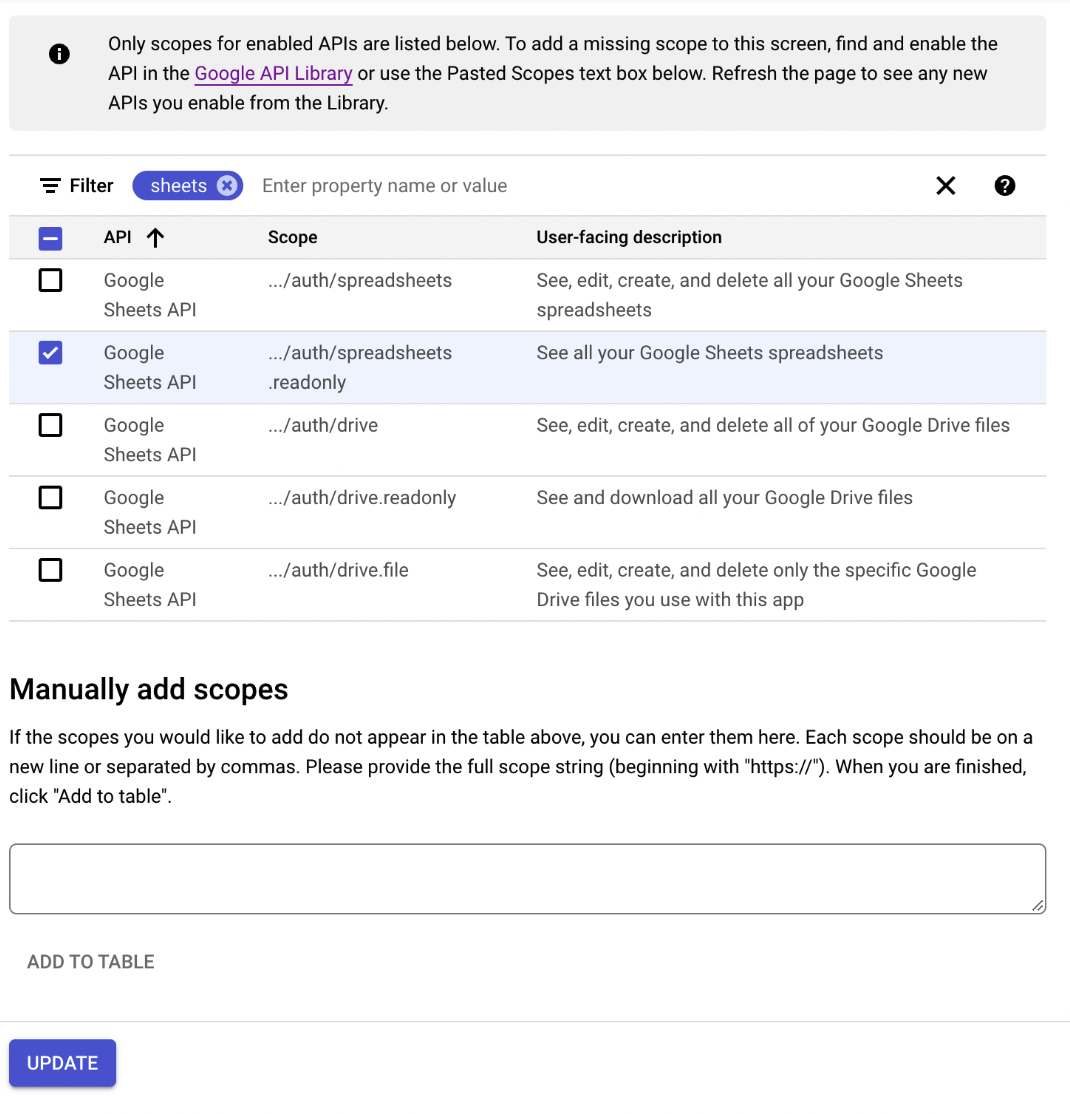 Only scopes for enabled APIs are listed below. To add a missing scope to this screen, find and enable the
API in the Google API Library or use the Pasted Scopes text box below. Refresh the page to see any new
APIs you enable from the Library.
Filter sheets Enter property name or value
API Scope User-facing description
Google Sheets API .../auth/spreadsheets See, edit, create, and delete all your Google Sheets spreadsheets
Google Sheets API .../auth/spreadsheets.readonly See all your Google Sheets spreadsheets
Google Sheets API .../auth/drive See, edit, create, and delete all of your Google Drive files
Google Sheets API .../auth/drive.readonly See and download all your Google Drive files
Google Sheets API .../auth/drive.file See, edit, create, and delete only the specific Google Drive files you use with this app
Manually add scopes
If the scopes you would like to add do not appear in the table above, you can enter them here. Each scope should be on a
new line or separated by commas. Please provide the full scope string (beginning with "https://"). When you are finished,
click "Add to table".
ADD TO TABLE
UPDATE